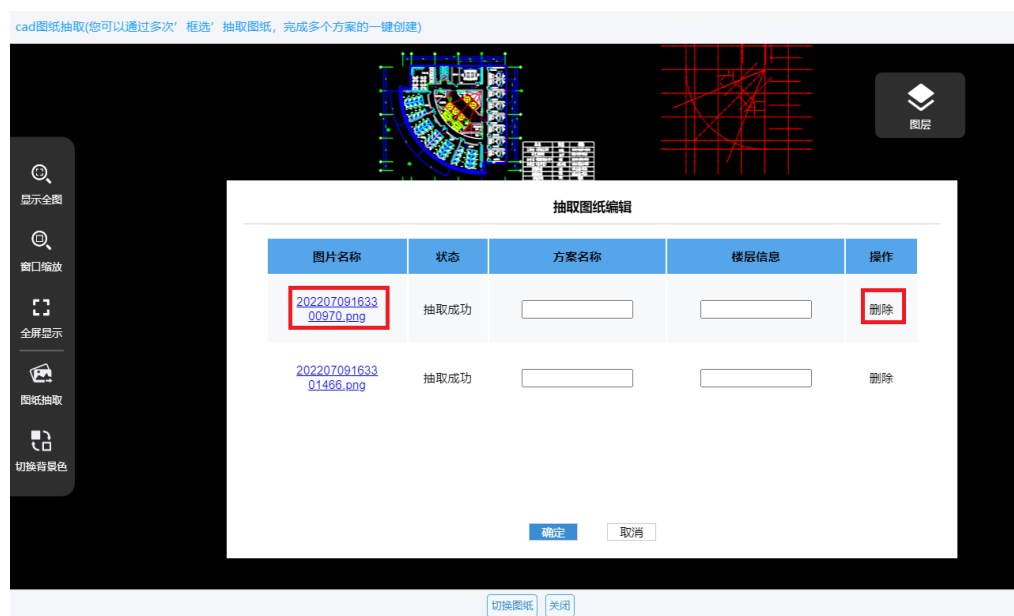 cad图纸抽取(您可以通过多次’框选’抽取图纸，完成多个方案的一键创建)
图层
显示全图
窗口缩放
全屏显示
图纸抽取
切换背景色
抽取图纸编辑
图片名称 状态 方案名称 楼层信息 操作
202207091633
00970.png
抽取成功 删除
202207091633
01466.png
抽取成功 删除
确定 取消
切换图纸 关闭